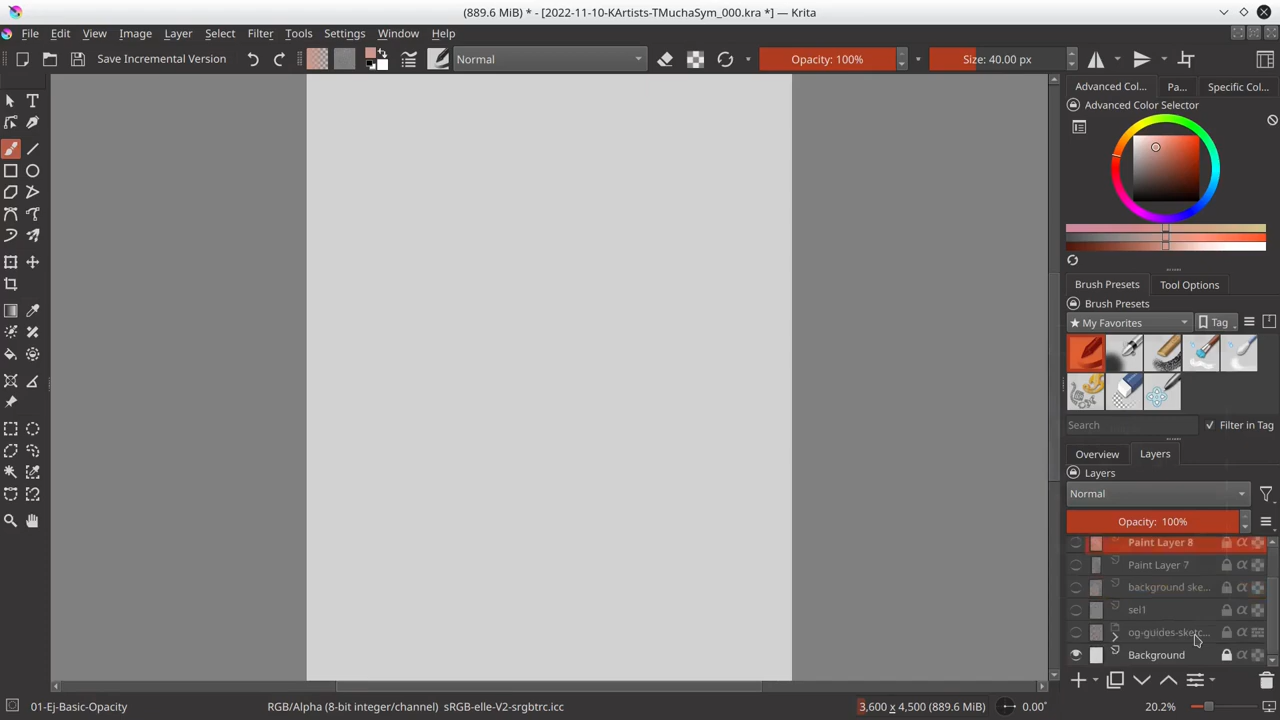 (889.6 MiB) * - [2022-11-10-KArtists-TMuchaSym_000.kra *] — Krita
File Edit View Image Layer Select Filter Tools Settings Window Help
Save Incremental Version Normal Opacity: 100% Size: 40.00 px
Advanced Col... Pa... Specific Col...
Advanced Color Selector
Brush Presets Tool Options
Brush Presets
★ My Favorites Tag
Search Filter in Tag
Overview Layers
Layers
Normal
Opacity: 100%
Paint Layer 8
Paint Layer 7
background ske...
sel1
og-guides-sketc...
Background
01-Ej-Basic-Opacity RGB/Alpha (8-bit integer/channel) sRGB-elle-V2-srgbtrc.icc 3,600 x 4,500 (889.6 MiB) 0.00° 20.2%